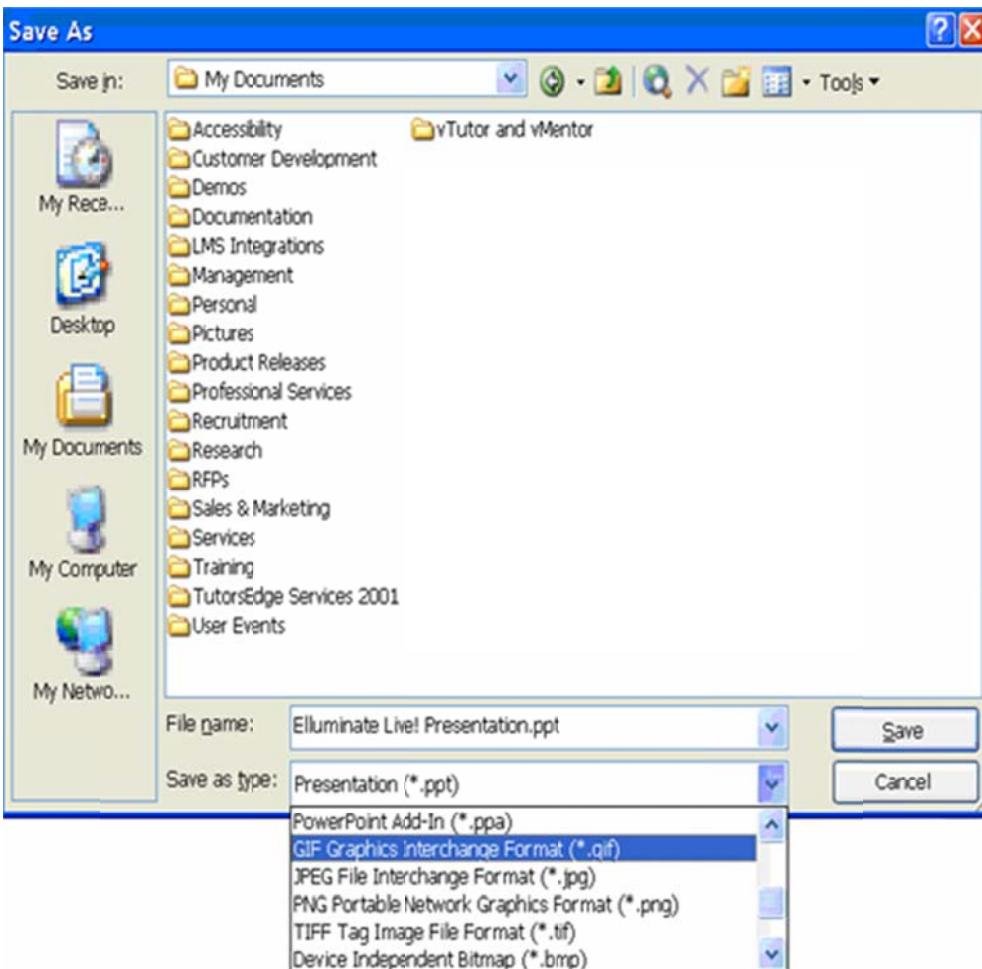 Save As
Save in: My Documents Tools
Accessibility
Customer Development
Demos
Documentation
LMS Integrations
Management
Personal
Pictures
Product Releases
Professional Services
Recruitment
Research
RFPs
Sales & Marketing
Services
Training
TutorsEdge Services 2001
User Events
vTutor and vMentor
My Rece...
Desktop
My Documents
My Computer
My Netwo...
File name: Elluminate Live! Presentation.ppt Save
Save as type: Presentation (*.ppt) Cancel
PowerPoint Add-In (*.ppa)
GIF Graphics Interchange Format (*.gif)
JPEG File Interchange Format (*.jpg)
PNG Portable Network Graphics Format (*.png)
TIFF Tag Image File Format (*.tif)
Device Independent Bitmap (*.bmp)